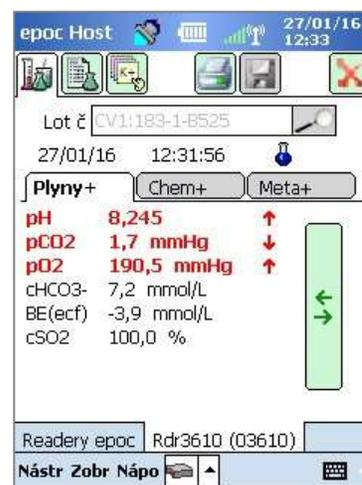 epoc Host 27/01/16
12:33
K+
Lot č CV1:183-1-B525
27/01/16 12:31:56
Plyny+ Chem+ Meta+
pH 8,245 ↑
pCO2 1,7 mmHg ↓
pO2 190,5 mmHg ↑
cHCO3- 7,2 mmol/L
BE(ecf) -3,9 mmol/L
cSO2 100,0 %
Readery epoc Rdr3610 (03610)
Nástr Zobr Nápo